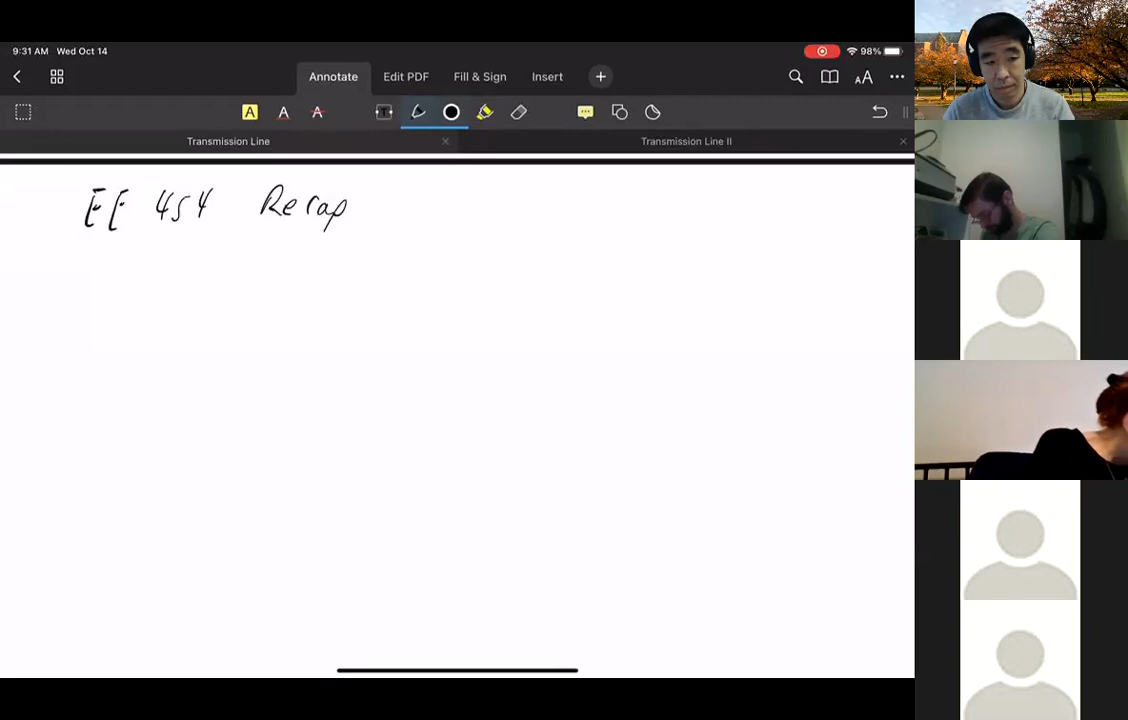 9:31 AM Wed Oct 14
98%
Annotate Edit PDF Fill & Sign Insert
AA
A A A
Transmission Line Transmission Line II
EE 454 Recap